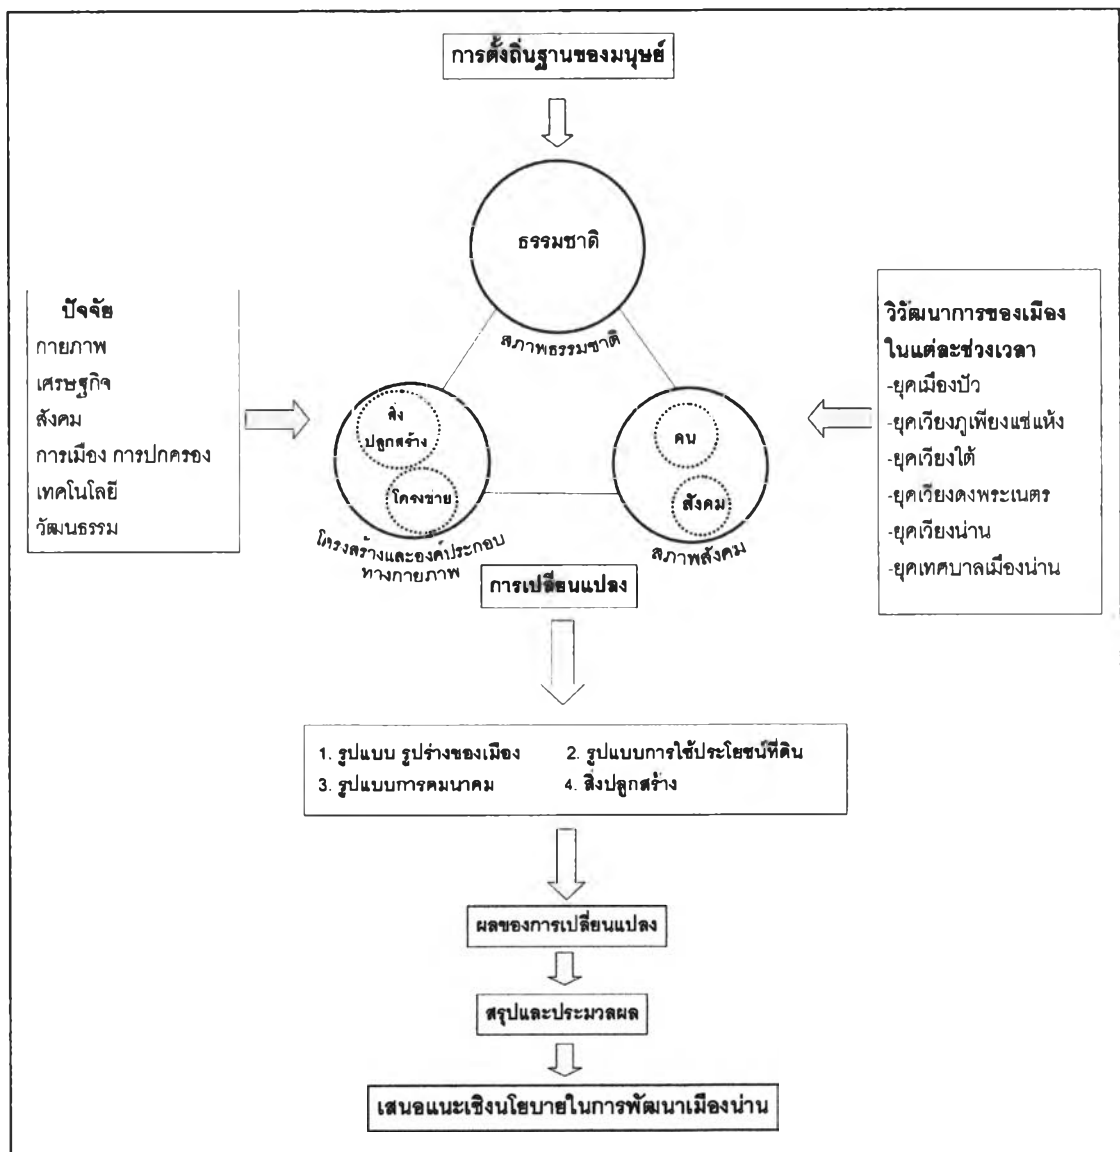 การตั้งถิ่นฐานของมนุษย์
ธรรมชาติ
สภาพธรรมชาติ
ปัจจัย
กายภาพ
เศรษฐกิจ
สังคม
การเมือง การปกครอง
เทคโนโลยี
วัฒนธรรม
สิ่ง
ปลูกสร้าง
โครงข่าย
โครงสร้างและองค์ประกอบ
ทางกายภาพ
คน
สังคม
สภาพสังคม
วิวัฒนาการของเมือง
ในแต่ละช่วงเวลา
-ยุคเมืองปัว
-ยุคเวียงภูเพียงแช่แห้ง
-ยุคเวียงใต้
-ยุคเวียงดงพระเนตร
-ยุคเวียงน่าน
-ยุคเทศบาลเมืองน่าน
การเปลี่ยนแปลง
1. รูปแบบ รูปร่างของเมือง 2. รูปแบบการใช้ประโยชน์ที่ดิน
3. รูปแบบการคมนาคม 4. สิ่งปลูกสร้าง
ผลของการเปลี่ยนแปลง
สรุปและประมวลผล
เสนอแนะเชิงนโยบายในการพัฒนาเมืองน่าน